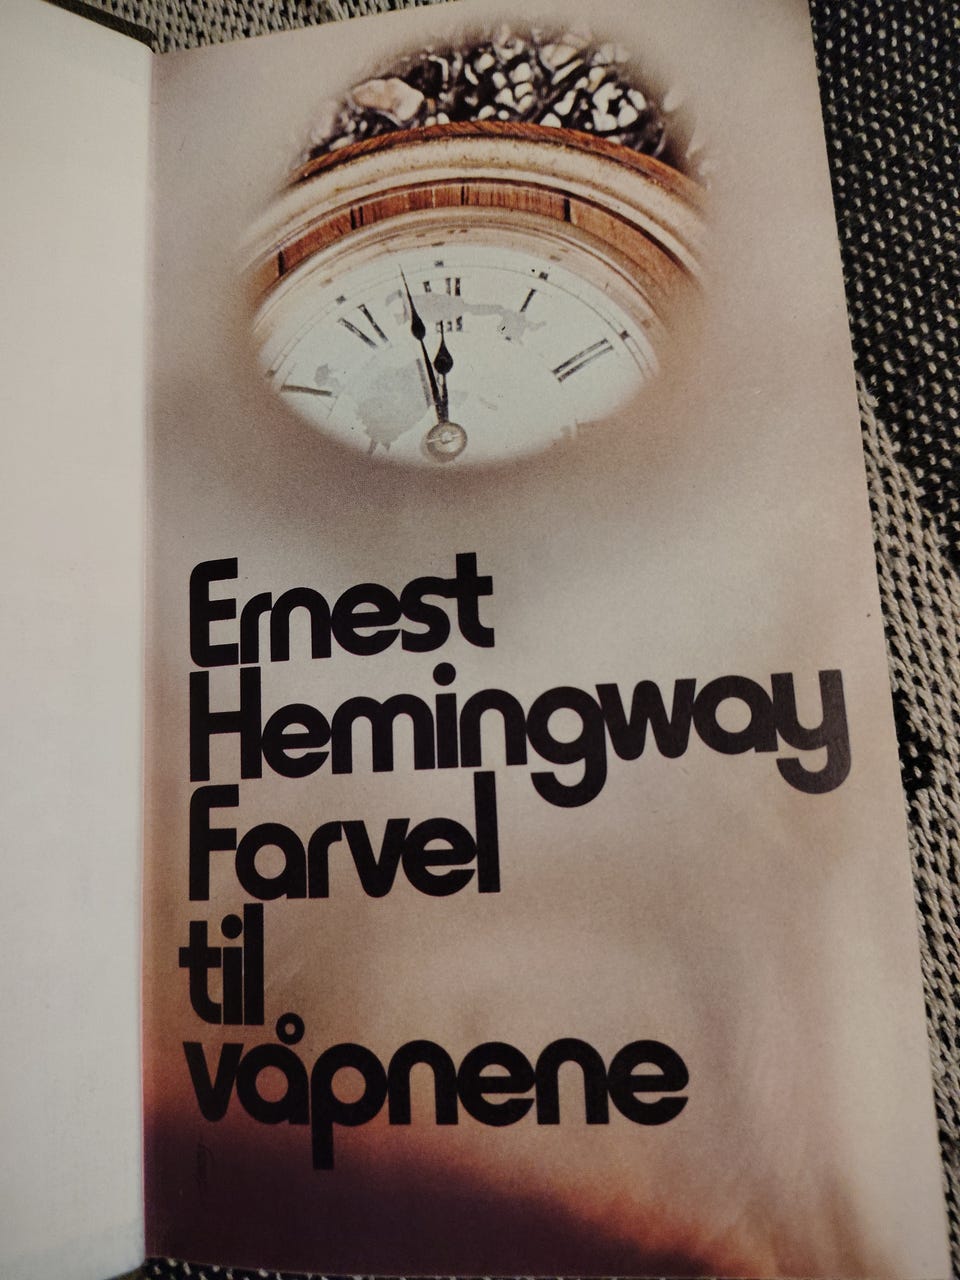 Ernest
Hemingway
Farvel
til
våpnene